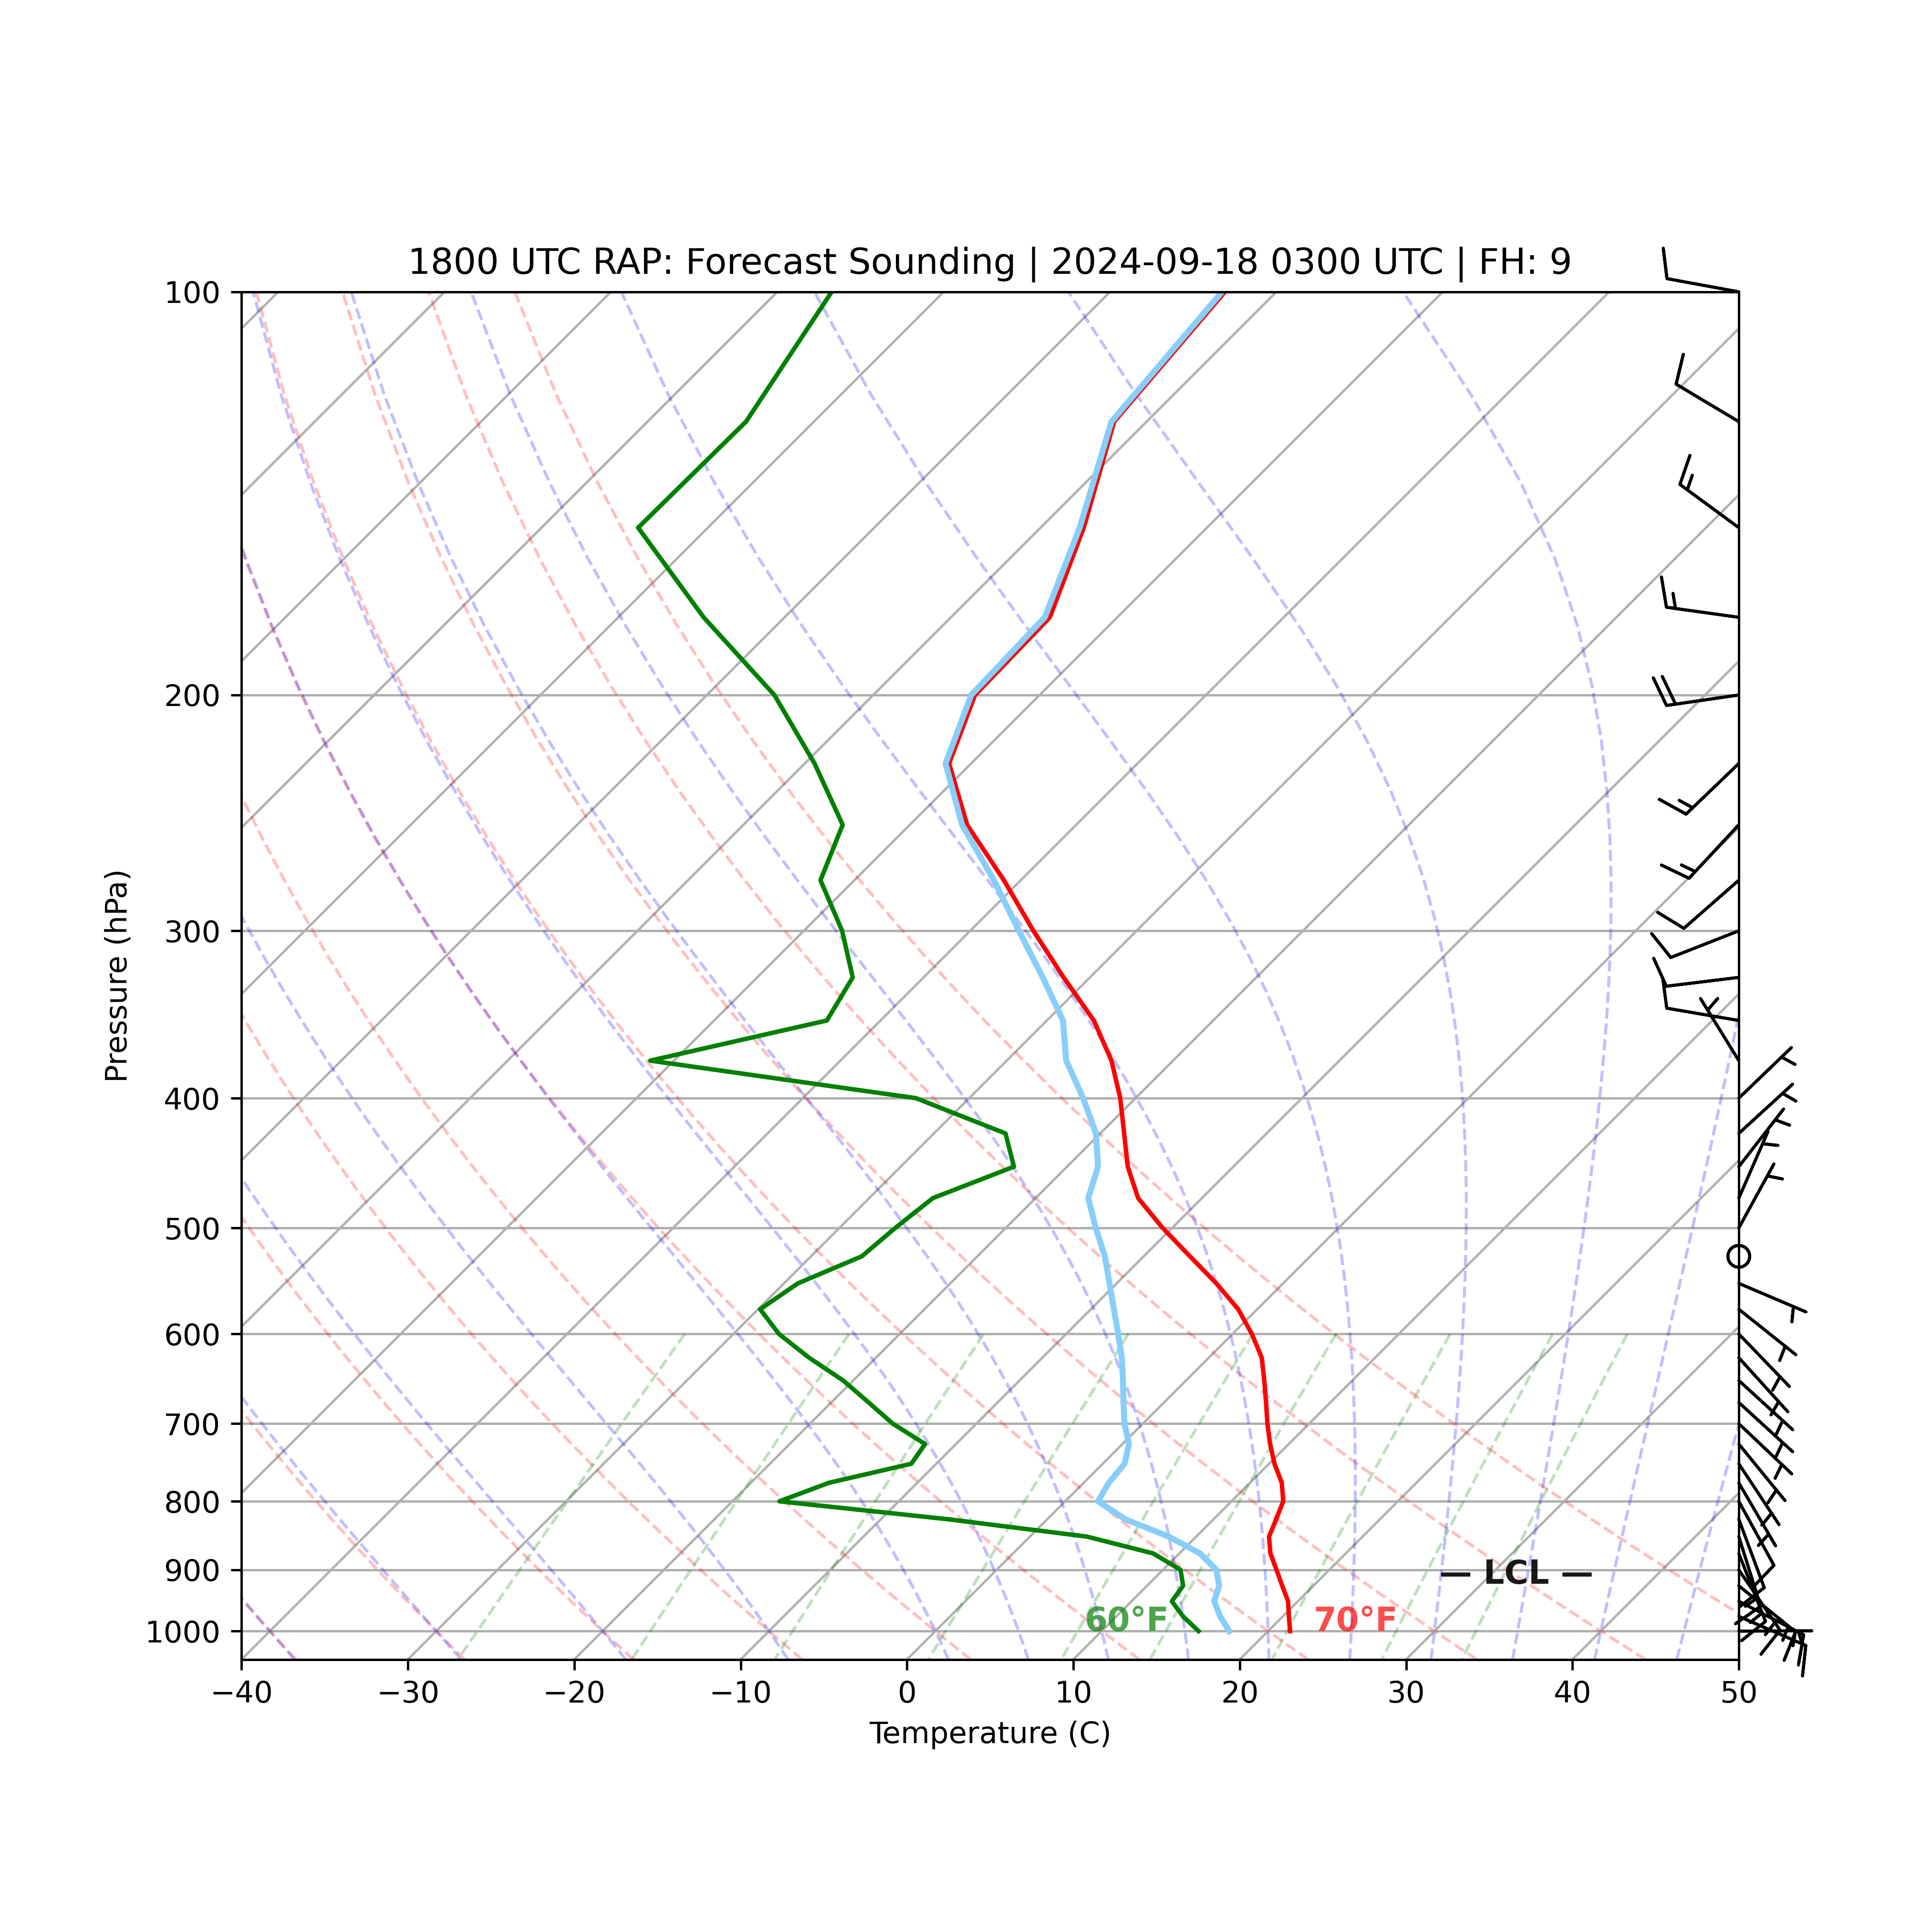 1800 UTC RAP: Forecast Sounding | 2024-09-18 0300 UTC | FH: 9
100
200
300
400
500
600
700
800
900
1000
Pressure (hPa)
— LCL —
60°F 70°F
−40 −30 −20 −10 0 10 20 30 40 50
Temperature (C)